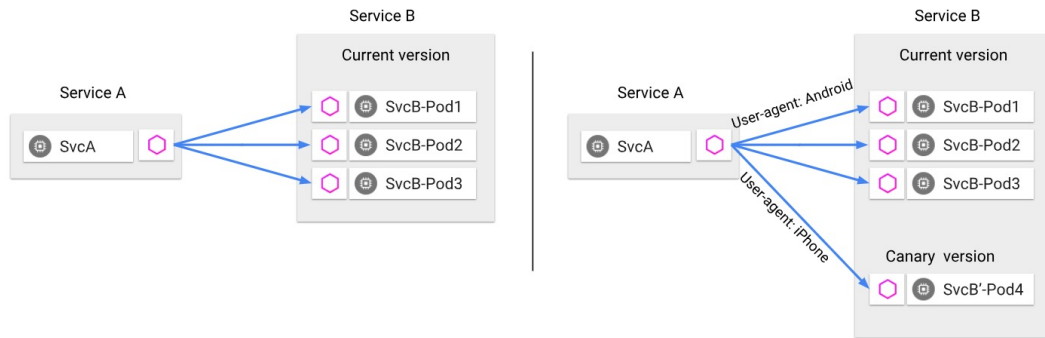 Service B
Current version
Service A
SvcA
SvcB-Pod1
SvcB-Pod2
SvcB-Pod3
Service B
Current version
Service A
SvcA
User-agent: Android
User-agent: iPhone
SvcB-Pod1
SvcB-Pod2
SvcB-Pod3
Canary version
SvcB'-Pod4